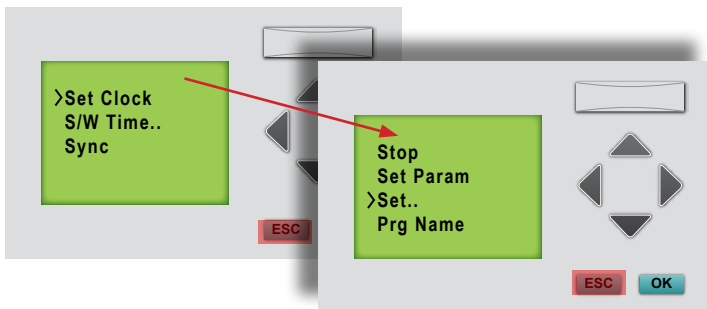 >Set Clock
S/W Time..
Sync
ESC
Stop
Set Param
>Set..
Prg Name
ESC
OK